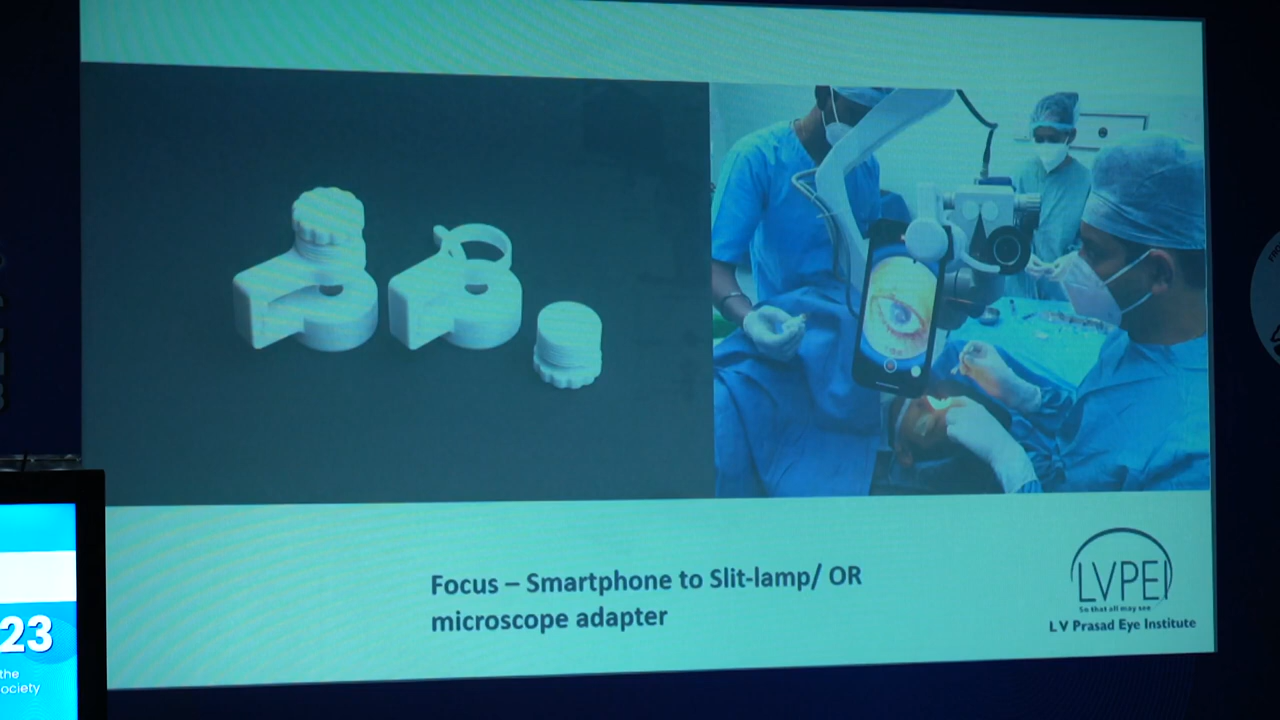 Focus – Smartphone to Slit-lamp/ OR
microscope adapter
LVPEI
So that all may see
L V Prasad Eye Institute
23
the
ociety